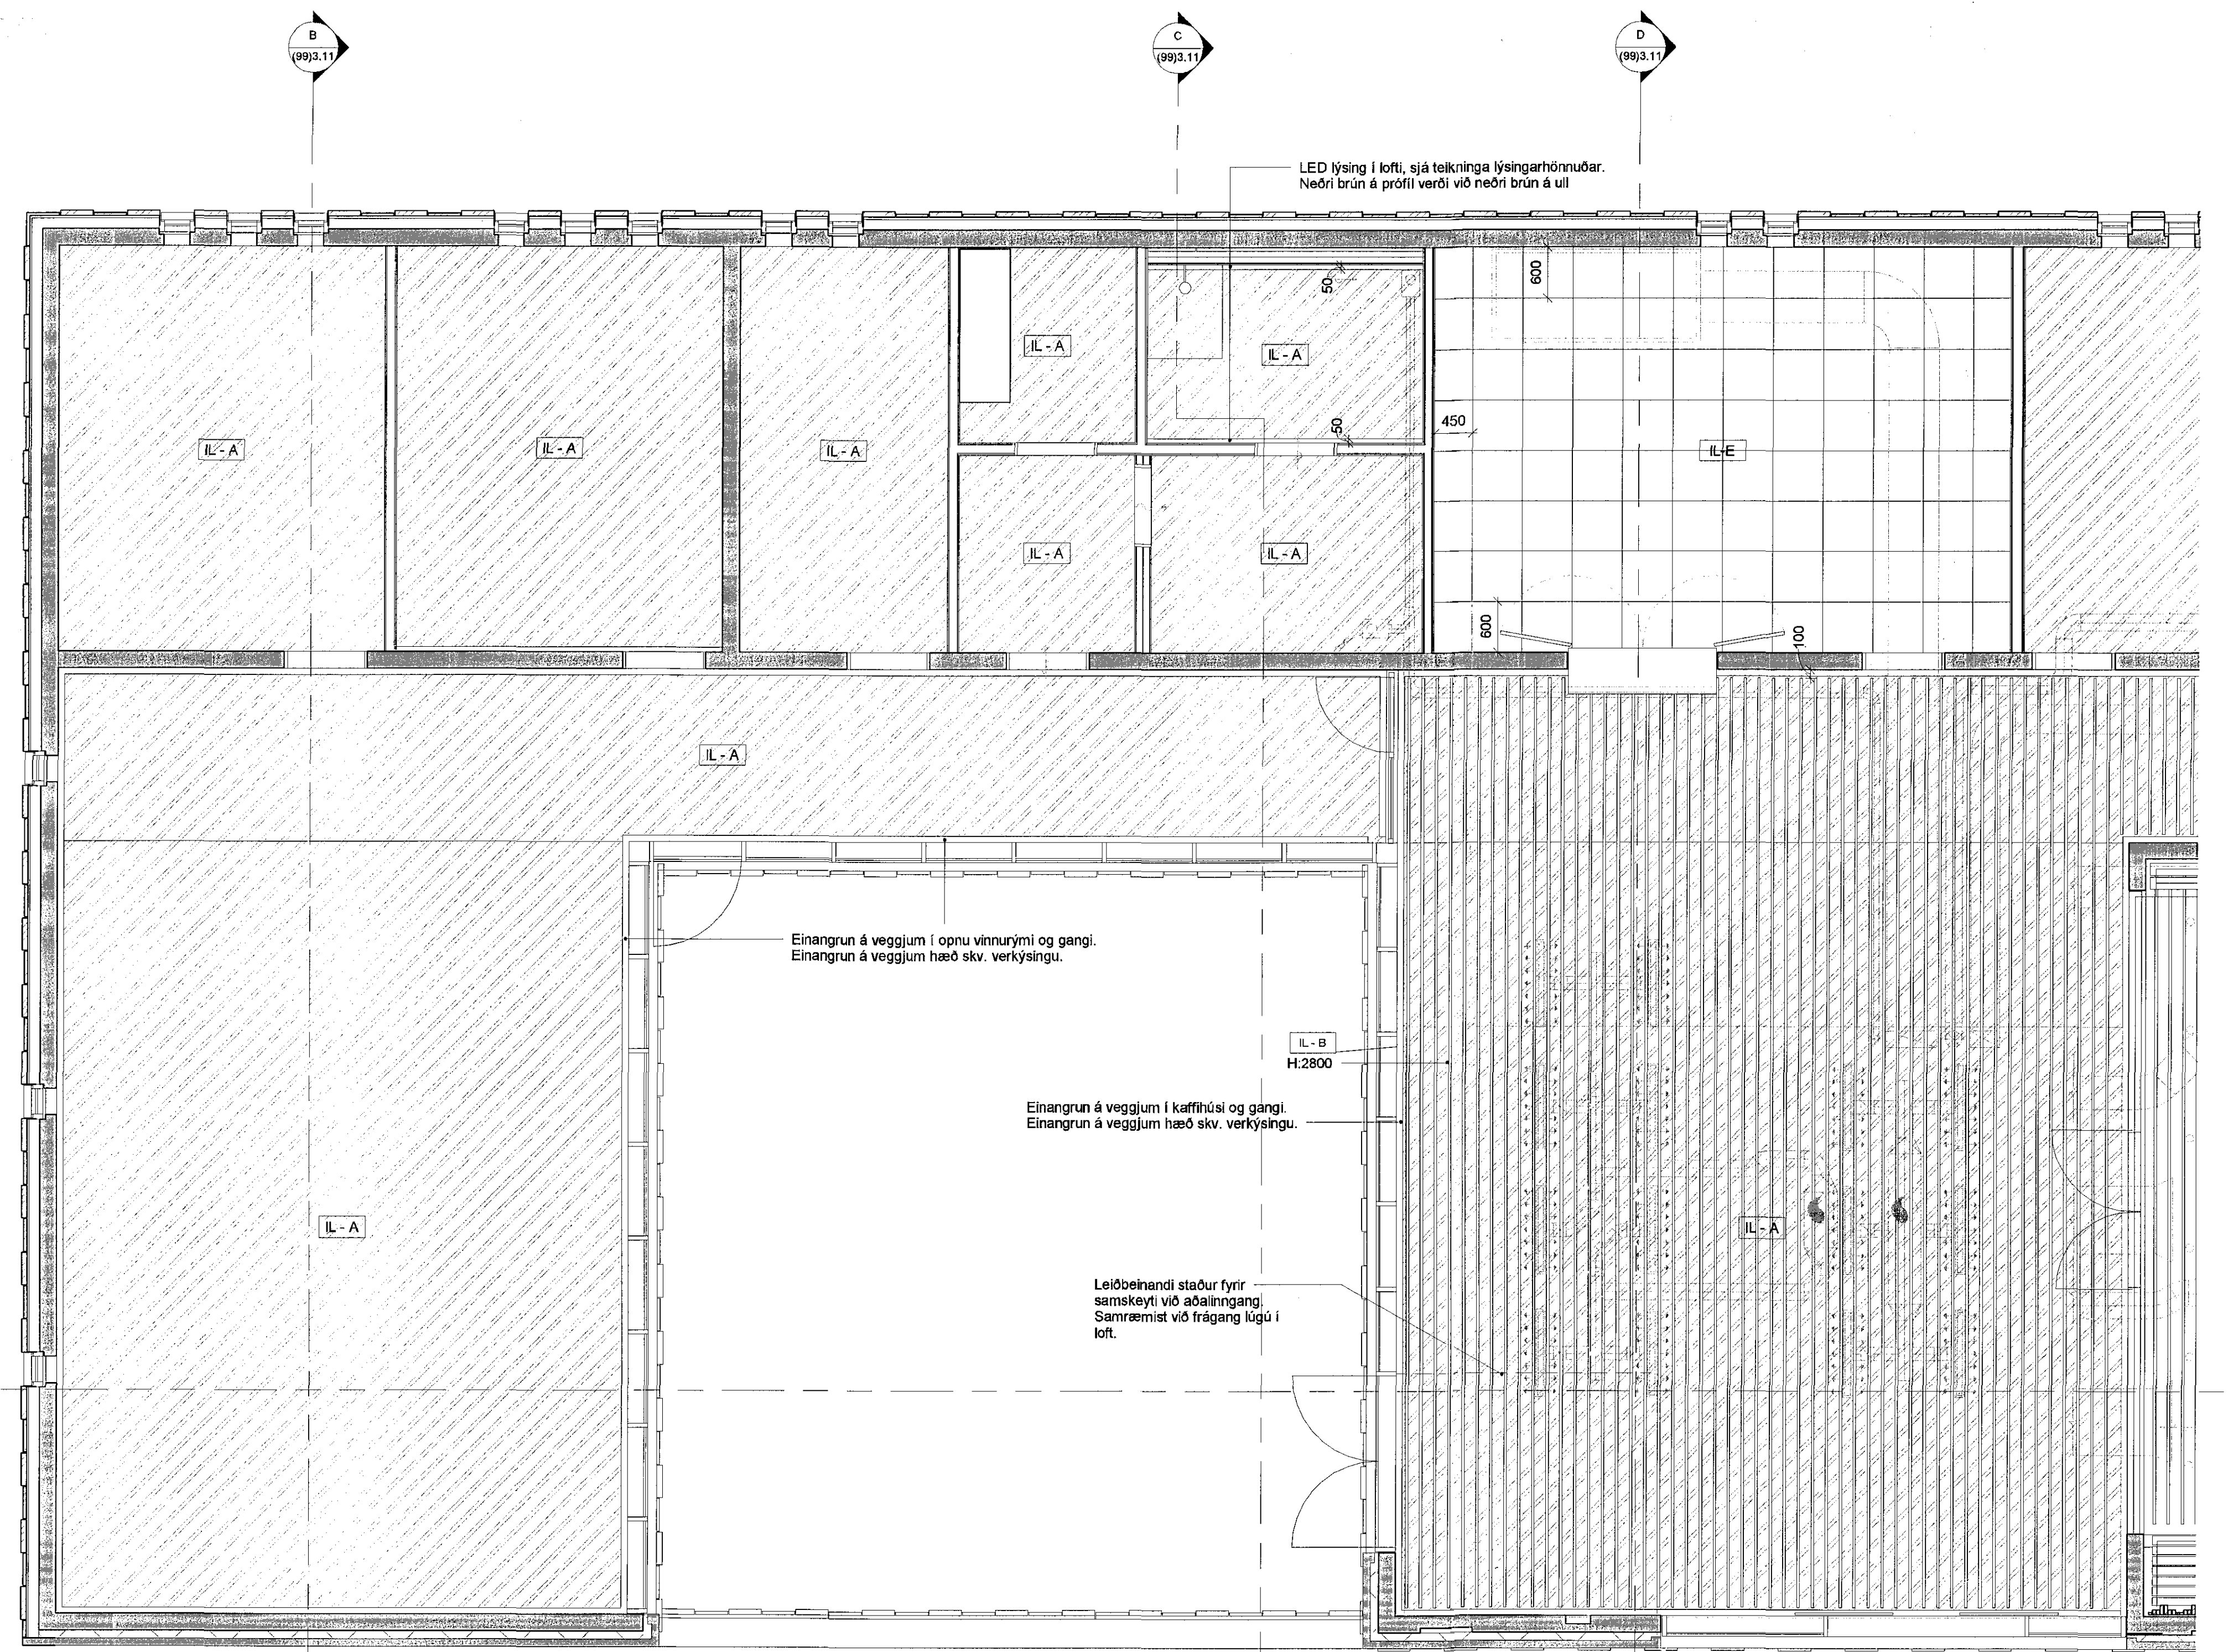 B
(99)3.11
C
(99)3.11
D
(99)3.11
LED lýsing í lofti, sjá teikninga lýsingarhönnuðar.
Neðri brún á prófíl verði við neðri brún á ull
600
50
IL - A
IL - A
50
450
IL - A
IL - A
IL - A
IL-E
IL - A
IL - A
600
100
IL - A
Einangrun á veggjum í opnu vinnurými og gangi.
Einangrun á veggjum hæð skv. verkýsingu.
IL - B
H:2800
Einangrun á veggjum í kaffihúsi og gangi.
Einangrun á veggjum hæð skv. verkýsingu.
IL - A
IL - A
Leiðbeinandi staður fyrir
samskeyti við aðalinngang.
Samræmist við frágang lúgú í
loft.